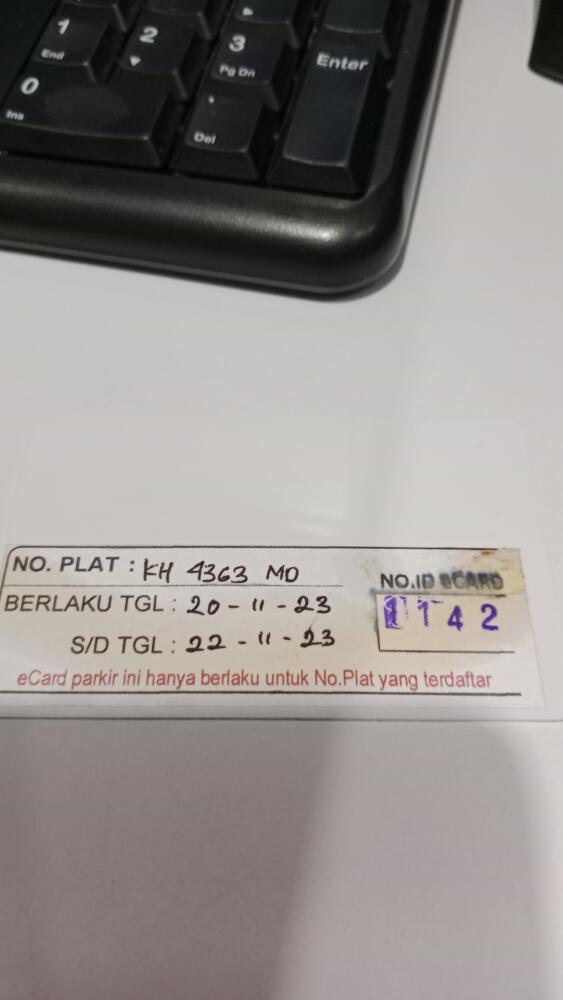 1
End
2
3
Pg Dn
Enter
0
Ins
Del
NO. PLAT : KH 4363 MD
BERLAKU TGL : 20 - 11 - 23
S/D TGL : 22 - 11 - 23
NO.ID ECARD
1142
eCard parkir ini hanya berlaku untuk No.Plat yang terdaftar